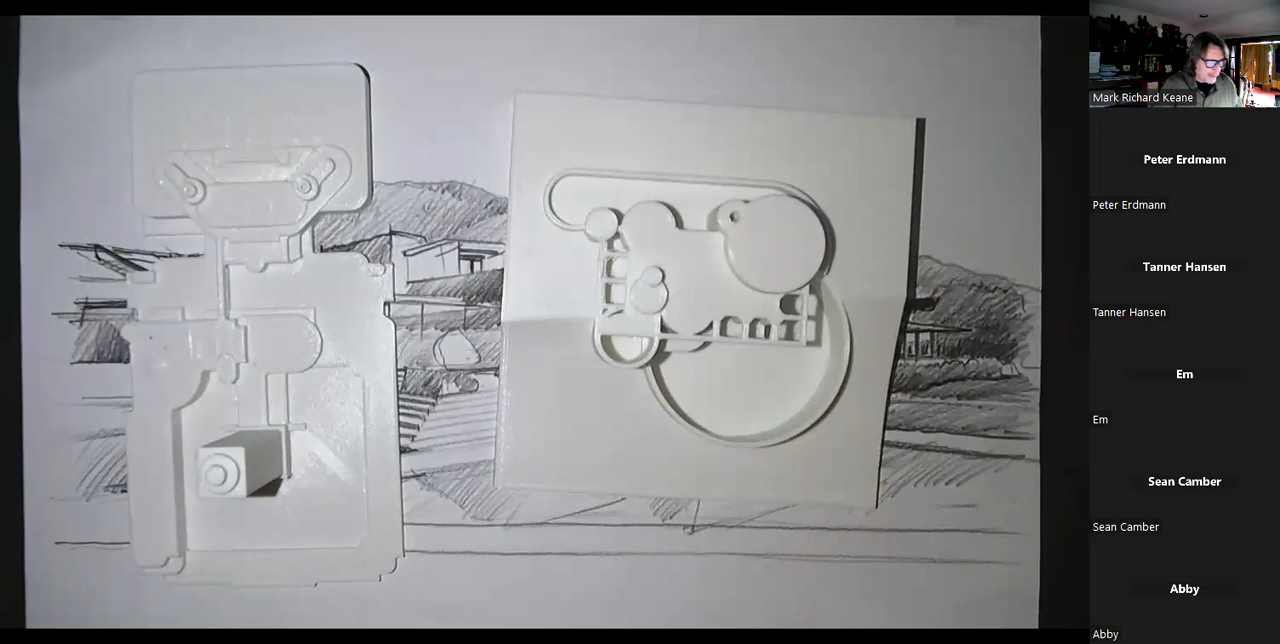 Mark Richard Keane
Peter Erdmann
Peter Erdmann
Tanner Hansen
Tanner Hansen
Em
Em
Sean Camber
Sean Camber
Abby
Abby